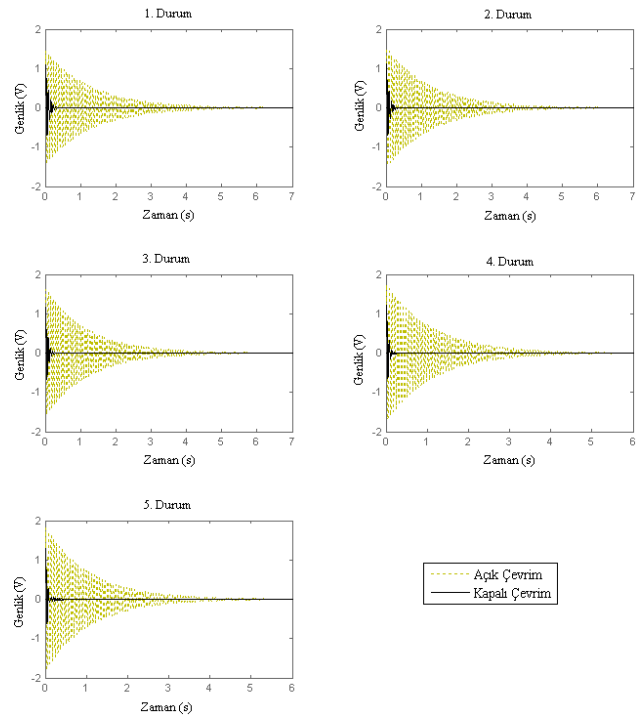 1. Durum
2
1
0
-1
-2
Genlik (V)
0 1 2 3 4 5 6 7
Zaman (s)
2. Durum
2
1
0
-1
-2
Genlik (V)
0 1 2 3 4 5 6 7
Zaman (s)
3. Durum
2
1
0
-1
-2
Genlik (V)
0 1 2 3 4 5 6 7
Zaman (s)
4. Durum
2
1
0
-1
-2
Genlik (V)
0 1 2 3 4 5 6
Zaman (s)
5. Durum
2
1
0
-1
-2
Genlik (V)
0 1 2 3 4 5 6
Zaman (s)
Açık Çevrim
Kapalı Çevrim